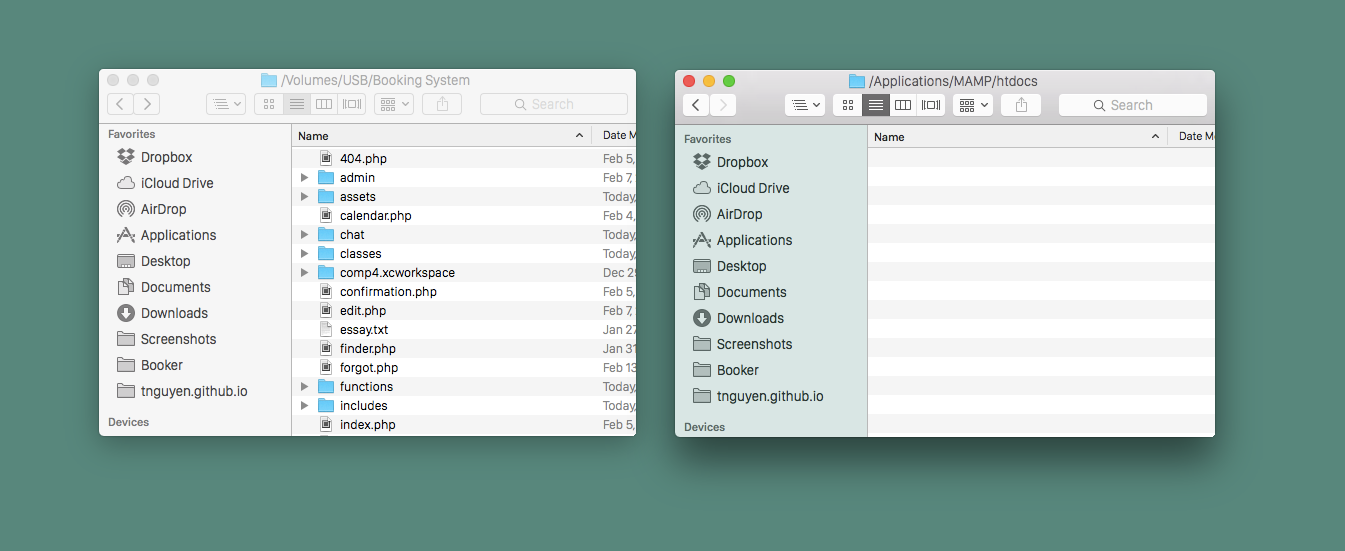 /Volumes/USB/Booking System
Search
Favorites
Dropbox
iCloud Drive
AirDrop
Applications
Desktop
Documents
Downloads
Screenshots
Booker
tnguyen.github.io
Devices
Name Date M
404.php Feb 5,
admin Feb 7,
assets Today,
calendar.php Feb 4,
chat Today,
classes Today,
comp4.xcworkspace Dec 29
confirmation.php Feb 5,
edit.php Feb 7,
essay.txt Jan 27
finder.php Jan 31
forgot.php Feb 13
functions Today,
includes Today,
index.php Feb 5,
/Applications/MAMP/htdocs
Search
Favorites
Dropbox
iCloud Drive
AirDrop
Applications
Desktop
Documents
Downloads
Screenshots
Booker
tnguyen.github.io
Devices
Name Date Mo